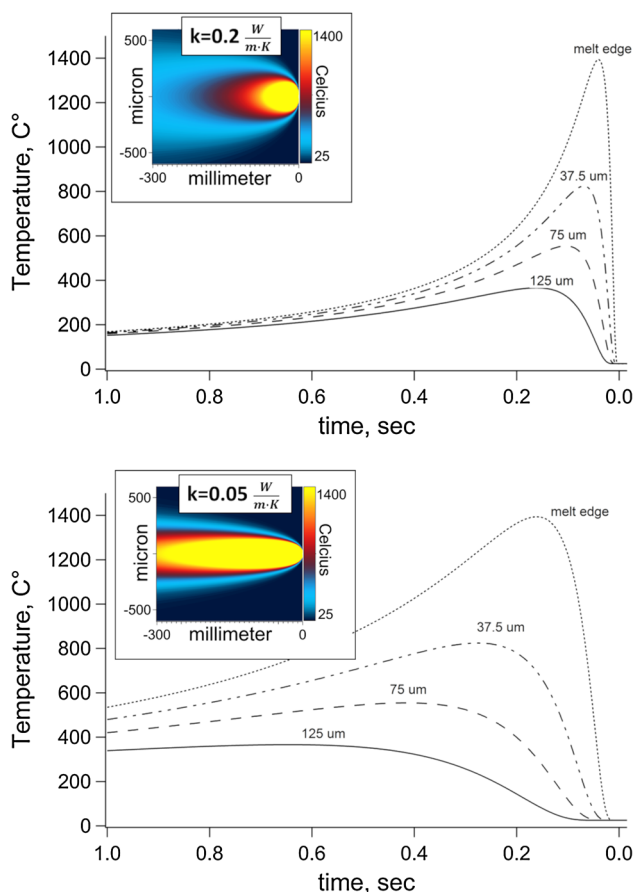 k=0.2 W/m·K
500
-500
micron
-300
millimeter
0
1400
Celcius
25
1400
1200
1000
800
600
400
200
0
Temperature, C°
melt edge
37.5 um
75 um
125 um
1.0
0.8
0.6
0.4
0.2
0.0
time, sec
k=0.05 W/m·K
500
-500
micron
-300
millimeter
0
1400
Celcius
25
1400
1200
1000
800
600
400
200
0
Temperature, C°
melt edge
37.5 um
75 um
125 um
1.0
0.8
0.6
0.4
0.2
0.0
time, sec